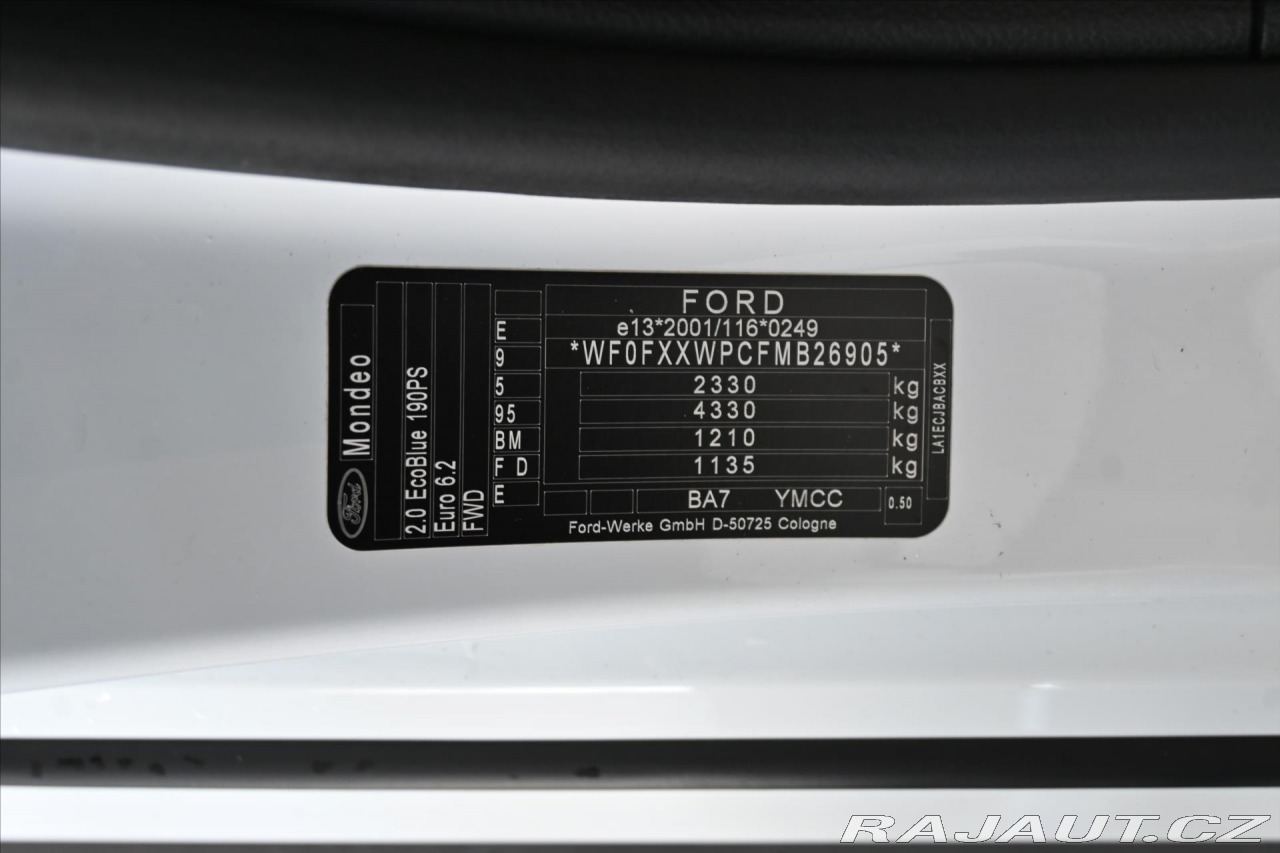 Ford
Mondeo
2.0 EcoBlue 190PS
Euro 6.2
FWD
E
9
5
95
BM
F D
E
FORD
e13*2001/116*0249
*WF0FXXWPCFMB26905*
2330 kg
4330 kg
1210 kg
1135 kg
BA7 YMCC
0.50
Ford-Werke GmbH D-50725 Cologne
LA1ECJBACBXX
RAJAUT.CZ